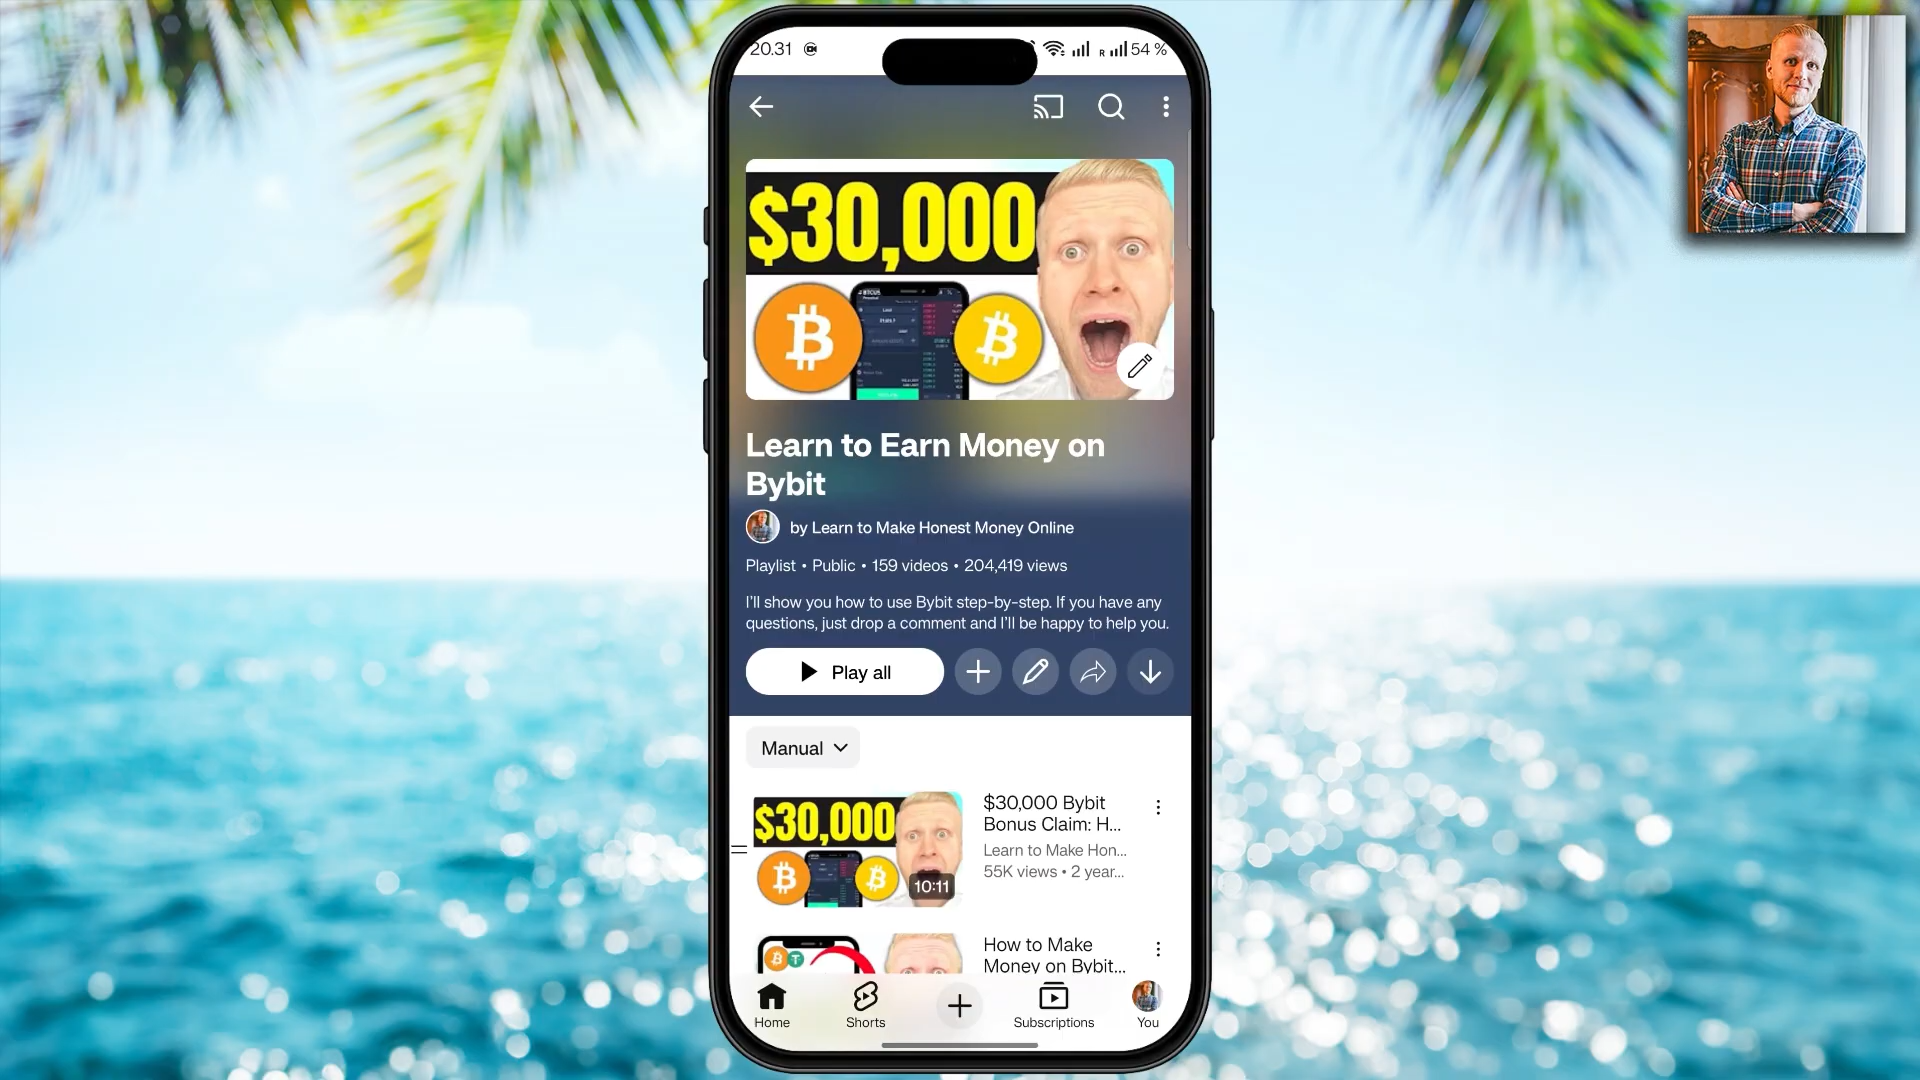 20.31
54 %
$30,000
Learn to Earn Money on
Bybit
by Learn to Make Honest Money Online
Playlist • Public • 159 videos • 204,419 views
I'll show you how to use Bybit step-by-step. If you have any
questions, just drop a comment and I'll be happy to help you.
Play all
Manual
$30,000
10:11
$30,000 Bybit
Bonus Claim: H...
Learn to Make Hon...
55K views • 2 year...
How to Make
Money on Bybit...
Home
Shorts
Subscriptions
You